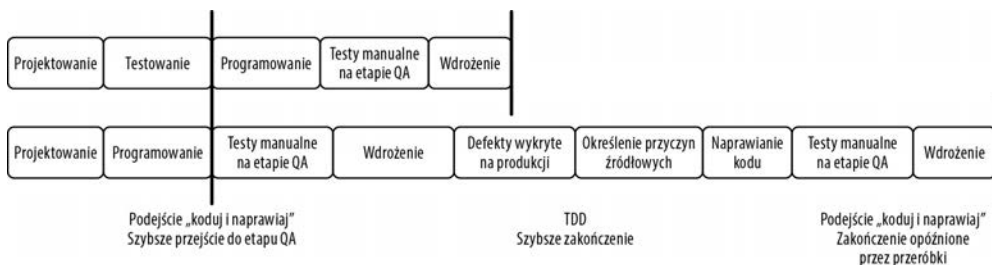 Projektowanie
Testowanie
Programowanie
Testy manualne
na etapie QA
Wdrożenie
Projektowanie
Programowanie
Testy manualne
na etapie QA
Wdrożenie
Defekty wykryte
na produkcji
Określenie przyczyn
źródłowych
Naprawianie
kodu
Testy manualne
na etapie QA
Wdrożenie
Podejście „koduj i naprawiaj”
Szybsze przejście do etapu QA
TDD
Szybsze zakończenie
Podejście „koduj i naprawiaj”
Zakończenie opóźnione
przez przeróbki